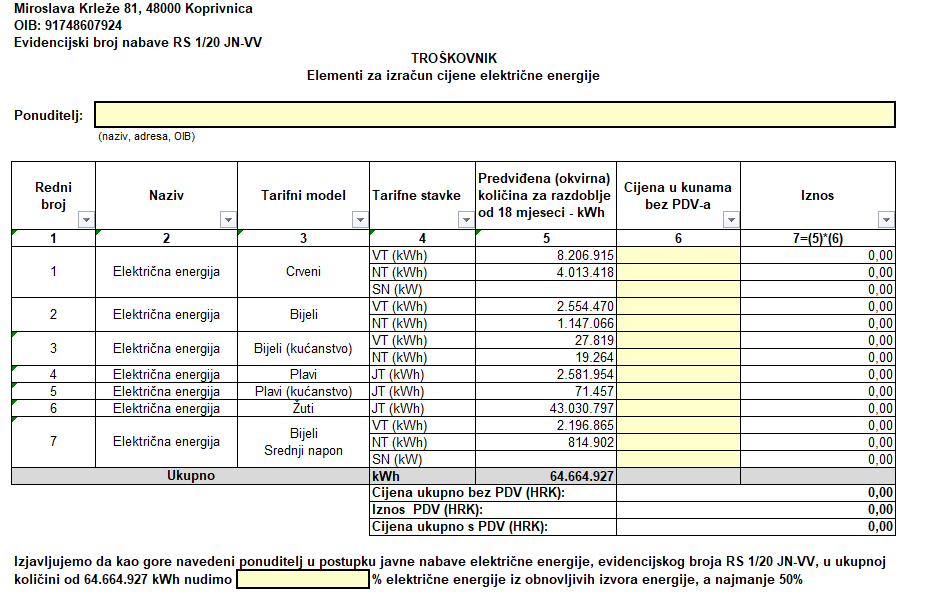 Miroslava Krleže 81, 48000 Koprivnica
OIB: 91748607924
Evidencijski broj nabave RS 1/20 JN-VV
TROŠKOVNIK
Elementi za izračun cijene električne energije
Ponuditelj:
(naziv, adresa, OIB)
Redni broj Naziv Tarifni model Tarifne stavke Predviđena (okvirna) količina za razdoblje od 18 mjeseci - kWh Cijena u kunama bez PDV-a Iznos
1 2 3 4 5 6 7=(5)*(6)
1 Električna energija Crveni VT (kWh) 8.206.915 0,00
NT (kWh) 4.013.418 0,00
SN (kW) 0,00
2 Električna energija Bijeli VT (kWh) 2.554.470 0,00
NT (kWh) 1.147.066 0,00
3 Električna energija Bijeli (kućanstvo) VT (kWh) 27.819 0,00
NT (kWh) 19.264 0,00
4 Električna energija Plavi JT (kWh) 2.581.954 0,00
5 Električna energija Plavi (kućanstvo) JT (kWh) 71.457 0,00
6 Električna energija Žuti JT (kWh) 43.030.797 0,00
7 Električna energija Bijeli Srednji napon VT (kWh) 2.196.865 0,00
NT (kWh) 814.902 0,00
SN (kW) 0,00
Ukupno kWh 64.664.927
Cijena ukupno bez PDV (HRK): 0,00
Iznos PDV (HRK): 0,00
Cijena ukupno s PDV (HRK): 0,00
Izjavljujemo da kao gore navedeni ponuditelj u postupku javne nabave električne energije, evidencijskog broja RS 1/20 JN-VV, u ukupnoj
količini od 64.664.927 kWh nudimo % električne energije iz obnovljivih izvora energije, a najmanje 50%